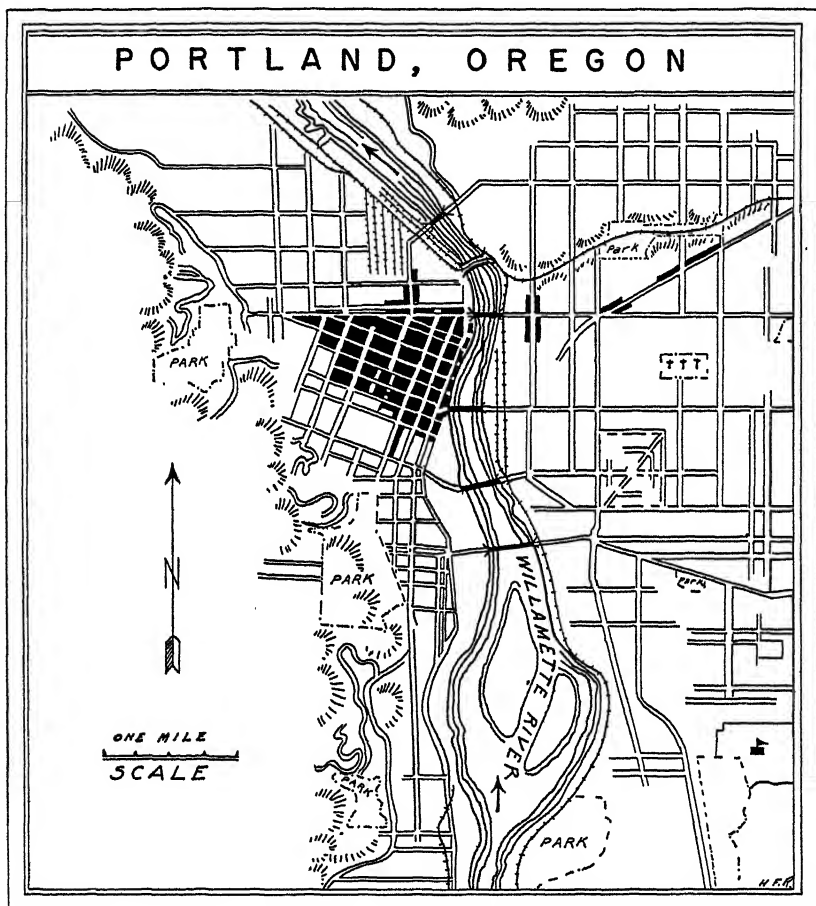 PORTLAND, OREGON
Park
PARK
N
PARK
PARK
WILLAMETTE RIVER
ONE MILE
SCALE
PARK
PARK
H.F.R.